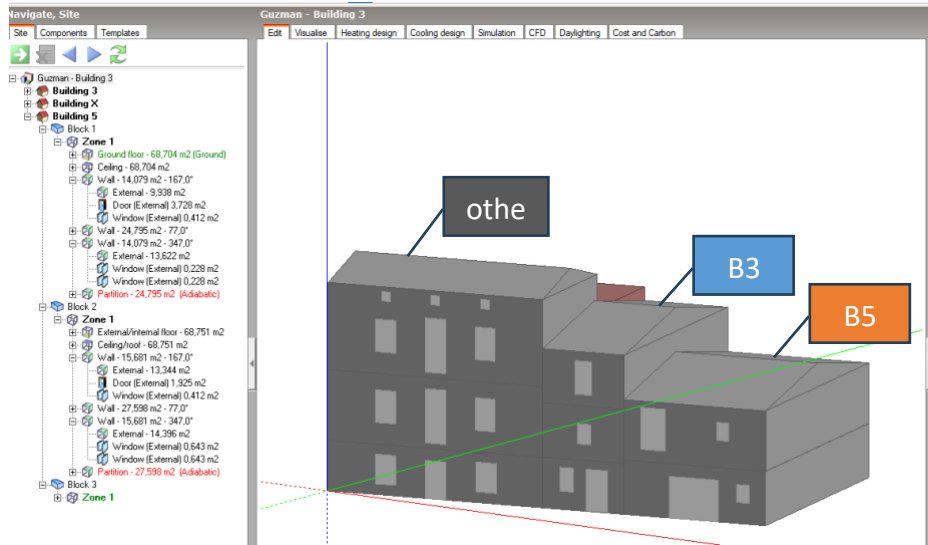 Navigate, Site
Site Components Templates
Guzman - Building 3
Building 3
Building X
Building 5
Block 1
Zone 1
Ground floor - 68,704 m2 (Ground)
Ceiling - 68,704 m2
Wall - 14,079 m2 - 167,0°
External - 9,938 m2
Door (External) 3,728 m2
Window (External) 0,412 m2
Wall - 24,795 m2 - 77,0°
Wall - 14,079 m2 - 347,0°
External - 13,622 m2
Window (External) 0,228 m2
Window (External) 0,228 m2
Partition - 24,795 m2 (Adiabatic)
Block 2
Zone 1
External/internal floor - 68,751 m2
Ceiling/roof - 68,751 m2
Wall - 15,681 m2 - 167,0°
External - 13,344 m2
Door (External) 1,925 m2
Window (External) 0,412 m2
Wall - 27,598 m2 - 77,0°
Wall - 15,681 m2 - 347,0°
External - 14,396 m2
Window (External) 0,643 m2
Window (External) 0,643 m2
Partition - 27,598 m2 (Adiabatic)
Block 3
Zone 1
Guzman - Building 3
Edit Visualise Heating design Cooling design Simulation CFD Daylighting Cost and Carbon
othe
B3
B5